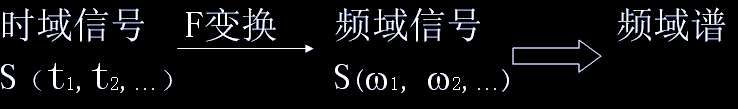 时域信号 F变换 频域信号 频域谱
S（t₁,t₂,…） S(ω₁, ω₂,…)